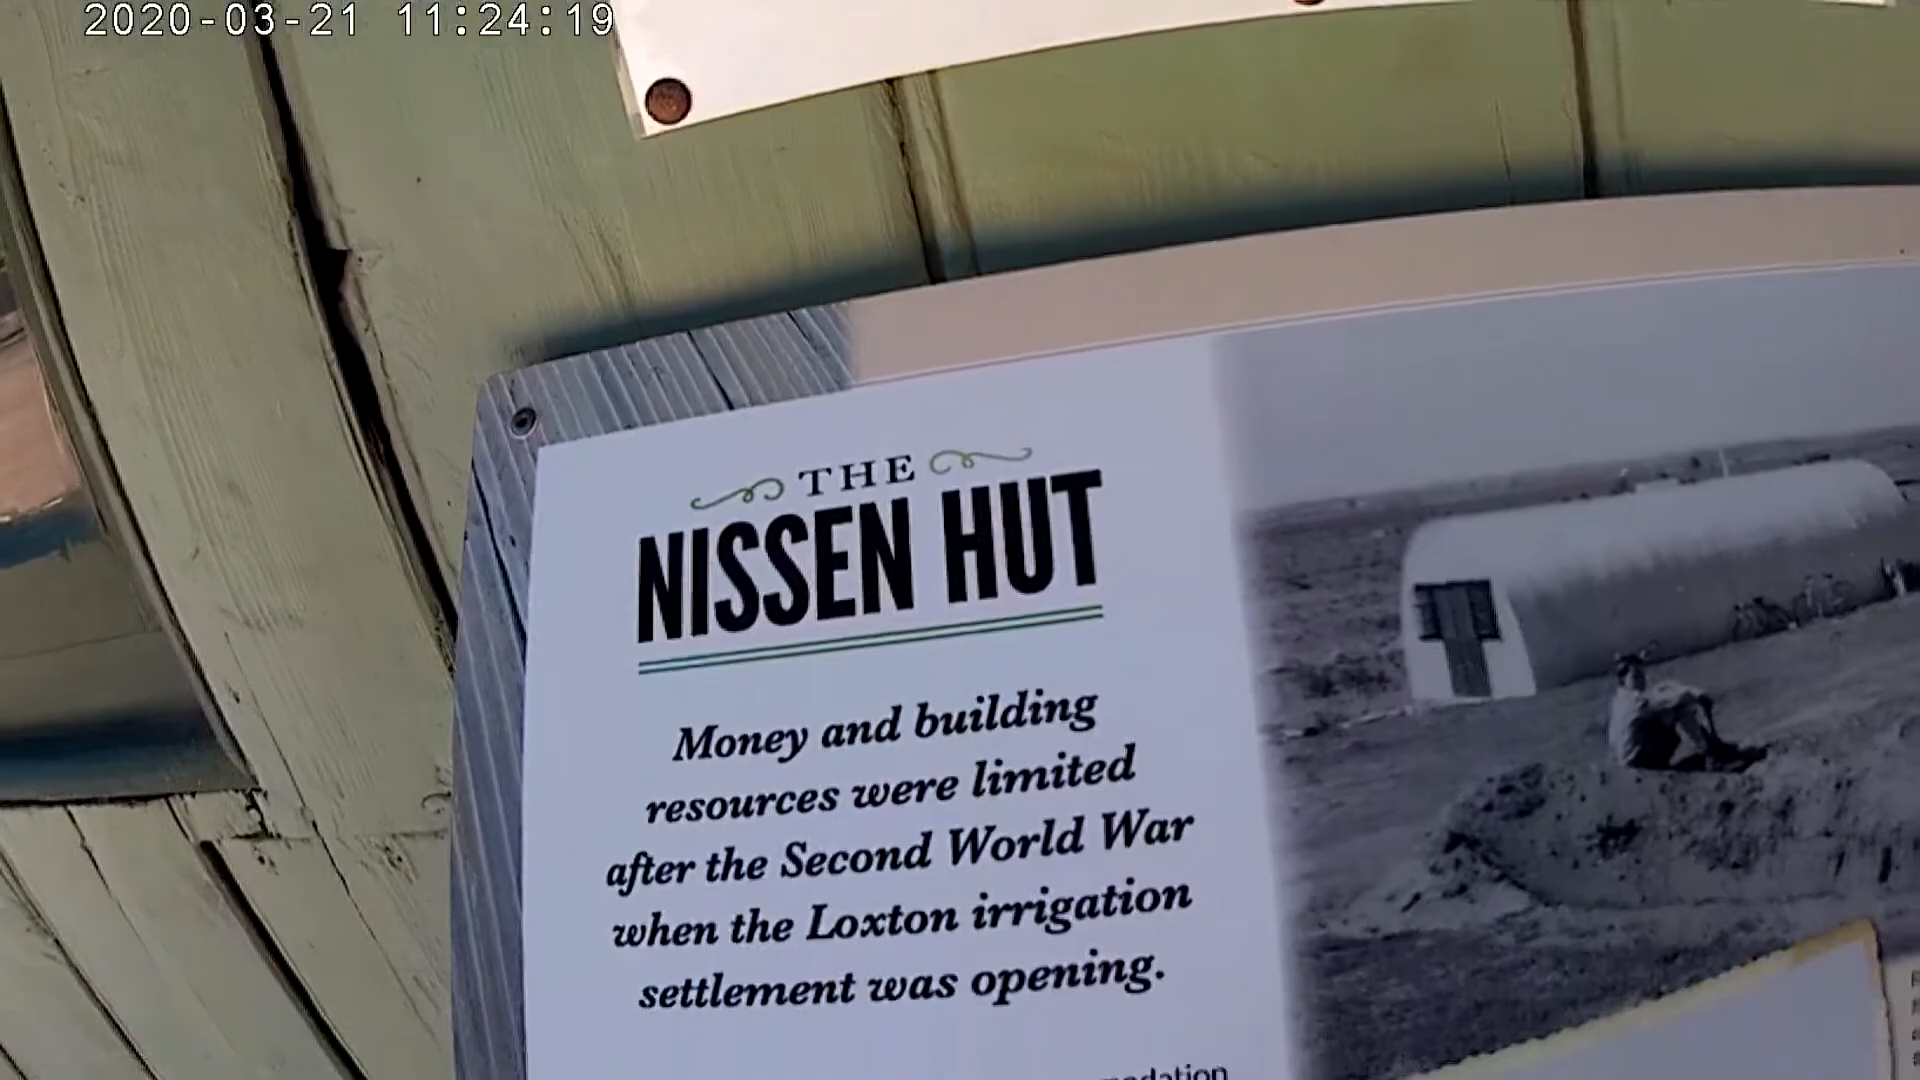 2020-03-21 11:24:19
THE
NISSEN HUT
Money and building
resources were limited
after the Second World War
when the Loxton irrigation
settlement was opening.